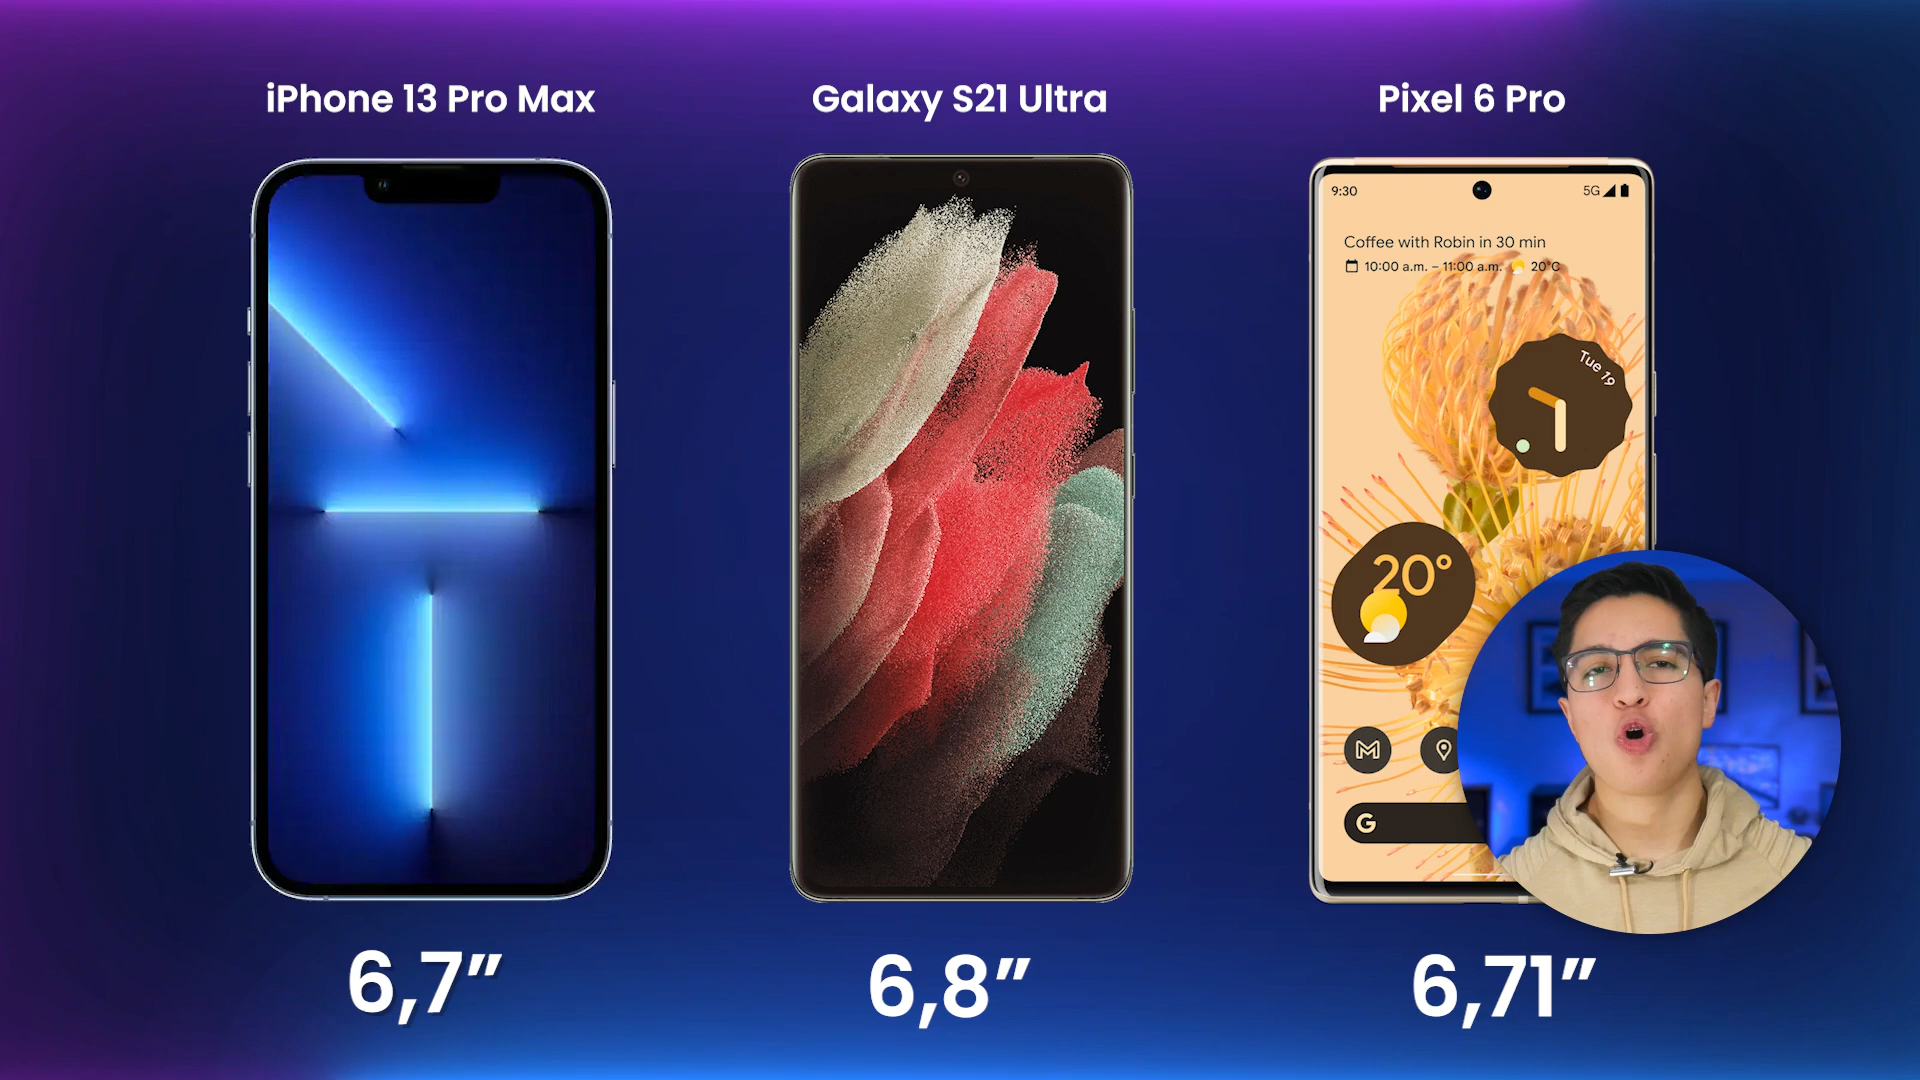 iPhone 13 Pro Max
Galaxy S21 Ultra
Pixel 6 Pro
9:30
5G
Coffee with Robin in 30 min
10:00 a.m. – 11:00 a.m. 20°C
Tue 19
20°
G
6,7”
6,8”
6,71”